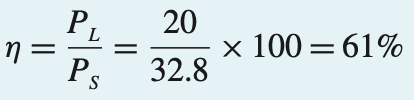 η = P_L / P_S = 20 / 32.8 × 100 = 61%